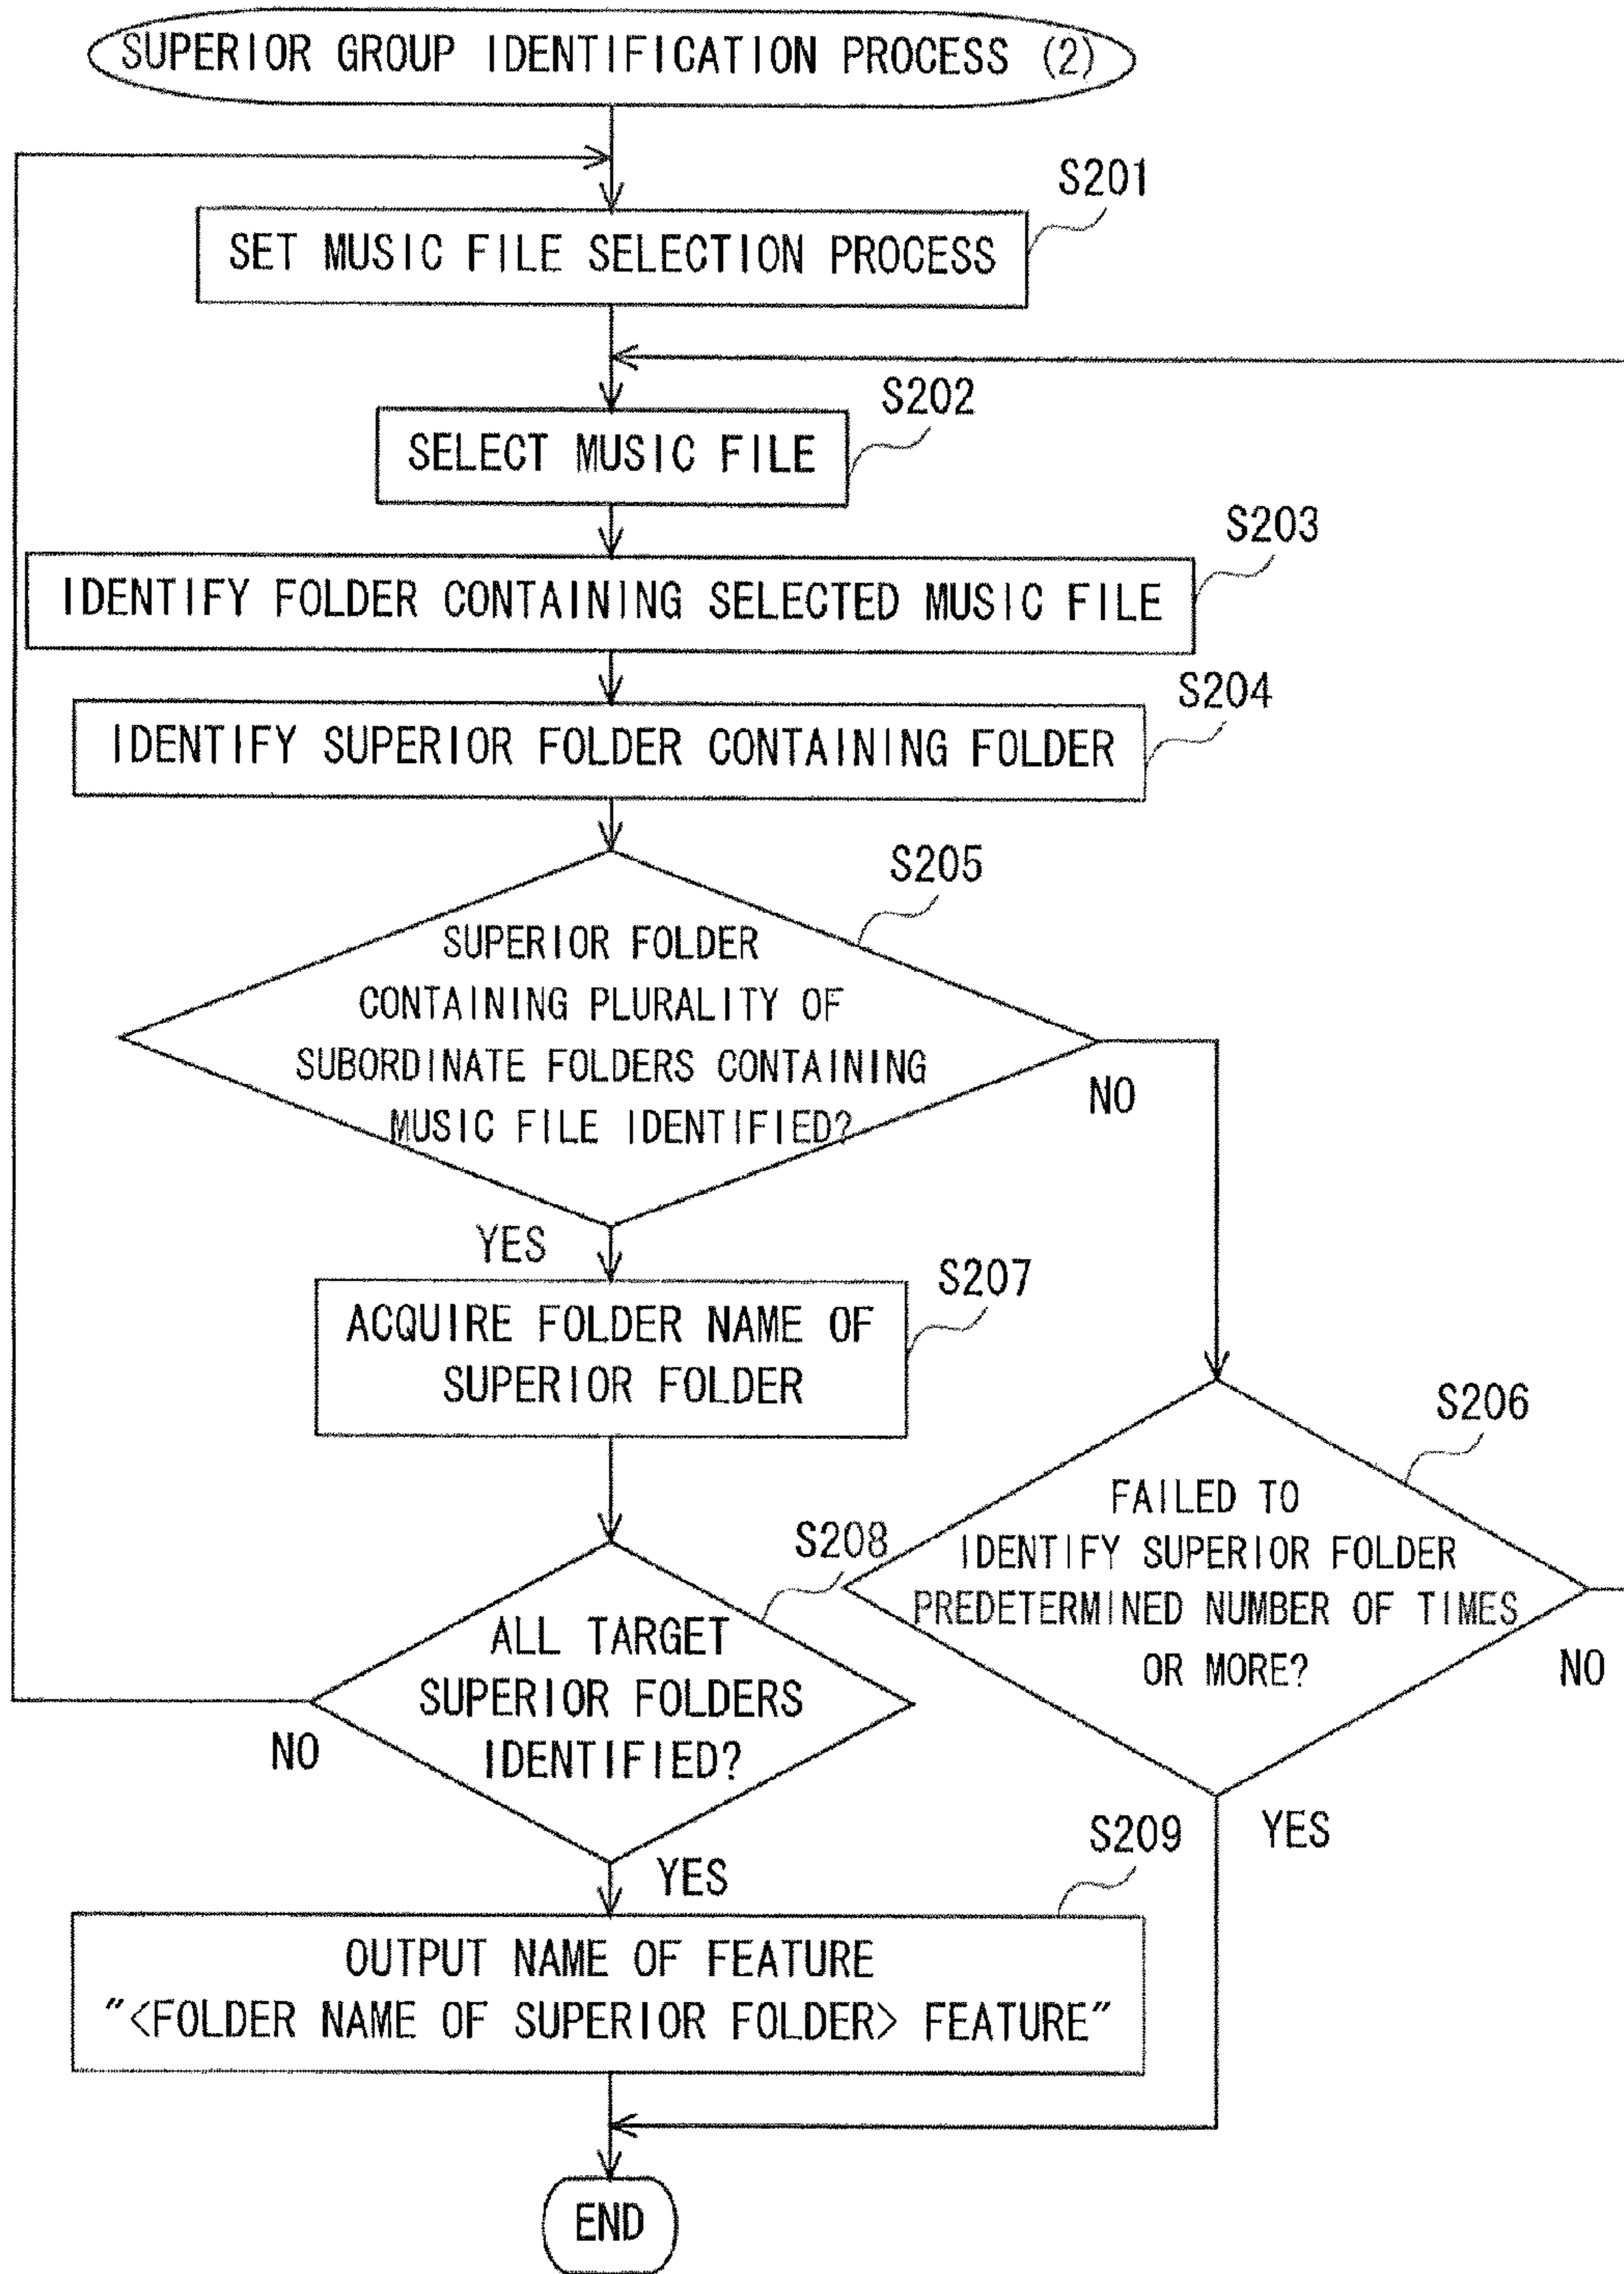 SUPERIOR GROUP IDENTIFICATION PROCESS (2)
S201
SET MUSIC FILE SELECTION PROCESS
S202
SELECT MUSIC FILE
S203
IDENTIFY FOLDER CONTAINING SELECTED MUSIC FILE
S204
IDENTIFY SUPERIOR FOLDER CONTAINING FOLDER
S205
SUPERIOR FOLDER
CONTAINING PLURALITY OF
SUBORDINATE FOLDERS CONTAINING
MUSIC FILE IDENTIFIED?
NO
YES
S207
ACQUIRE FOLDER NAME OF
SUPERIOR FOLDER
S206
FAILED TO
IDENTIFY SUPERIOR FOLDER
PREDETERMINED NUMBER OF TIMES
OR MORE?
NO
YES
S208
ALL TARGET
SUPERIOR FOLDERS
IDENTIFIED?
NO
YES
S209
OUTPUT NAME OF FEATURE
"<FOLDER NAME OF SUPERIOR FOLDER> FEATURE"
END